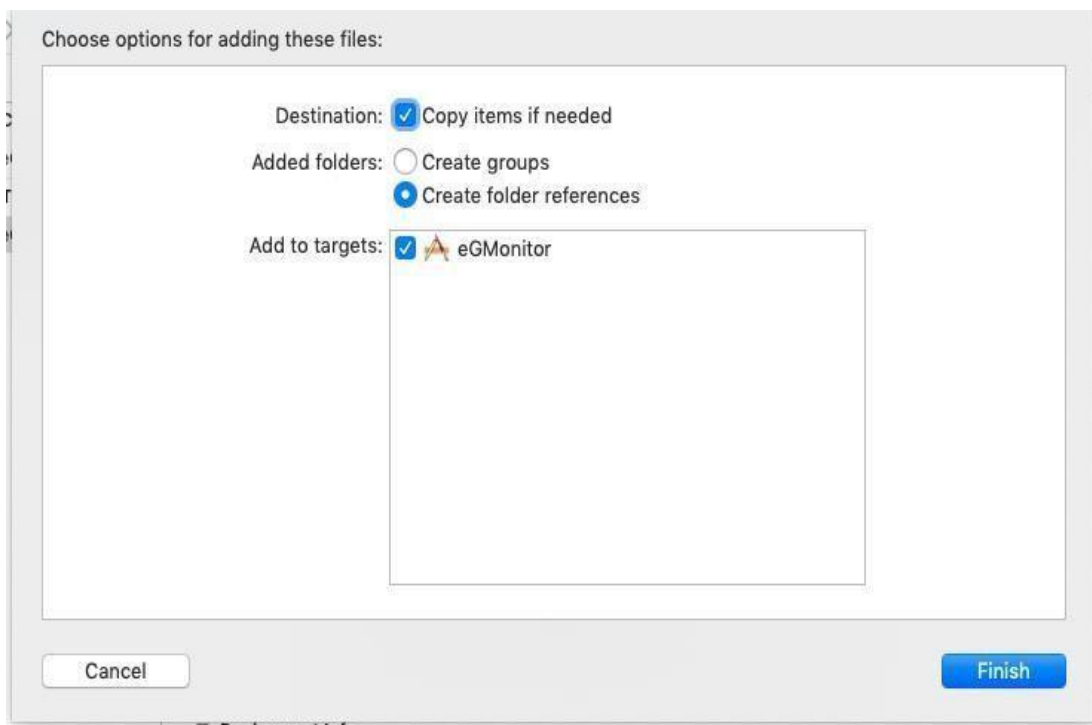 Choose options for adding these files:
Destination: Copy items if needed
Added folders: Create groups
Create folder references
Add to targets: eGMonitor
Cancel Finish